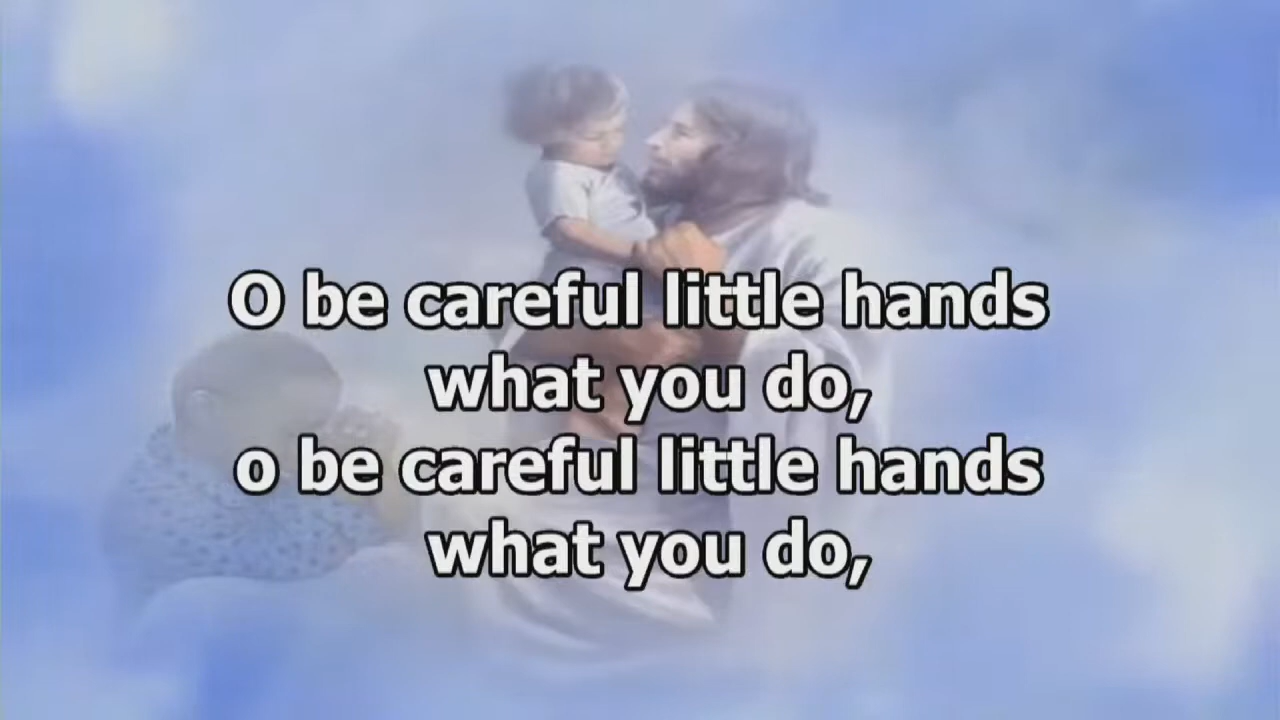 O be careful little hands
what you do,
o be careful little hands
what you do,